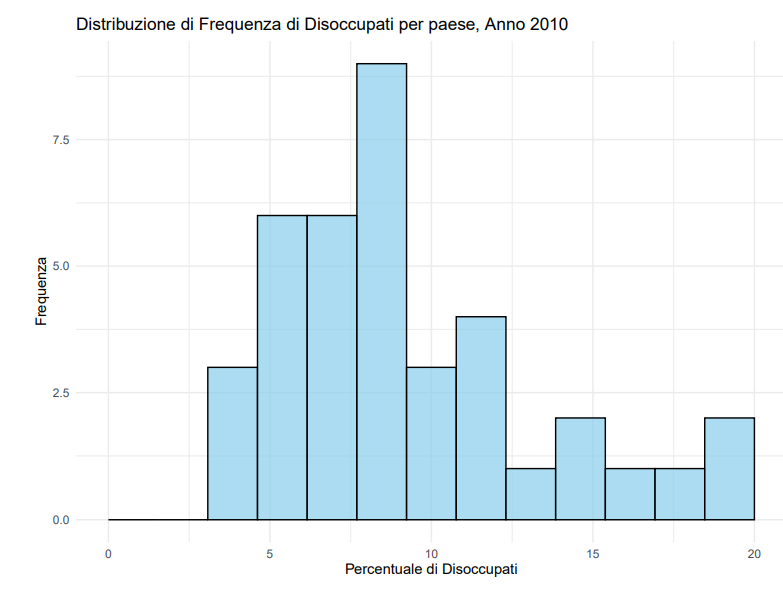 Distribuzione di Frequenza di Disoccupati per paese, Anno 2010
Frequenza
7.5
5.0
2.5
0.0
0 5 10 15 20
Percentuale di Disoccupati